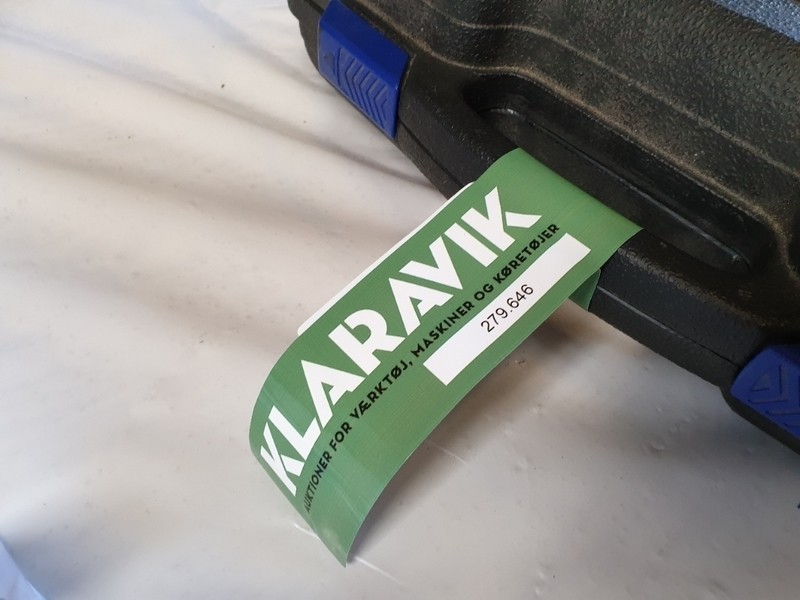 KLARAVIK
AUKTIONER FOR VÆRKTØJ, MASKINER OG KØRETØJER
279.646